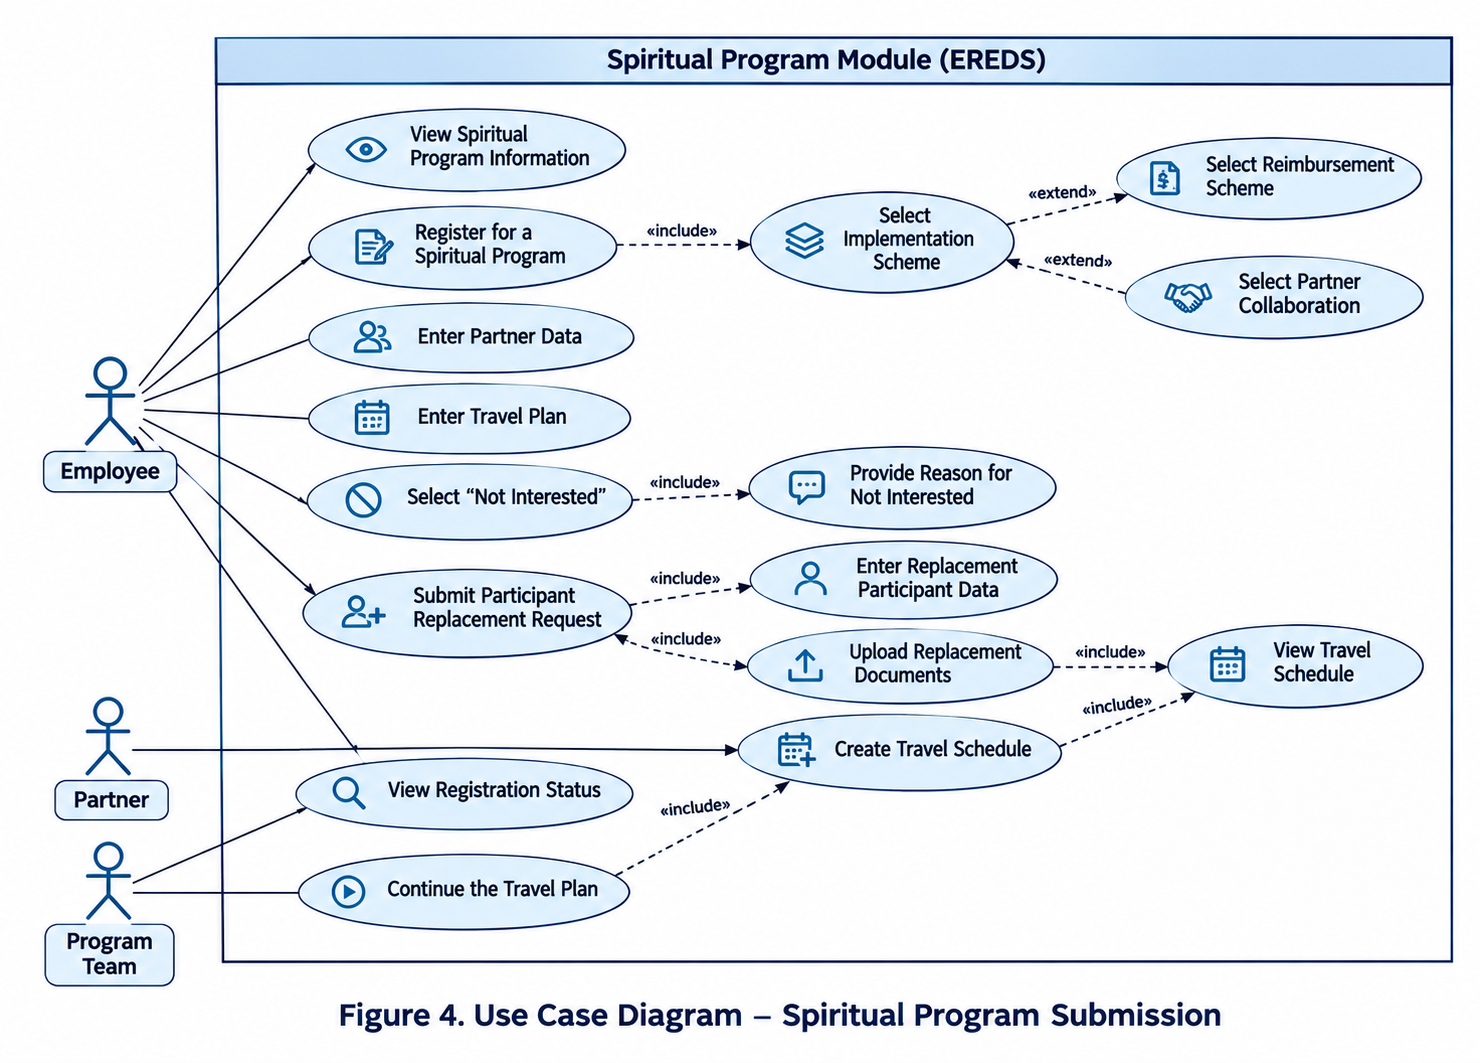 Spiritual Program Module (EREDS)
View Spiritual
Program Information
Select Reimbursement
Scheme
«extend»
Register for a
Spiritual Program
«include»
Select
Implementation
Scheme
«extend»
Select Partner
Collaboration
Enter Partner Data
Enter Travel Plan
Employee
Select “Not Interested”
«include»
Provide Reason for
Not Interested
Submit Participant
Replacement Request
«include»
Enter Replacement
Participant Data
«include»
Upload Replacement
Documents
«include»
View Travel
Schedule
«include»
Create Travel Schedule
Partner
View Registration Status
«include»
Continue the Travel Plan
Program
Team
Figure 4. Use Case Diagram – Spiritual Program Submission